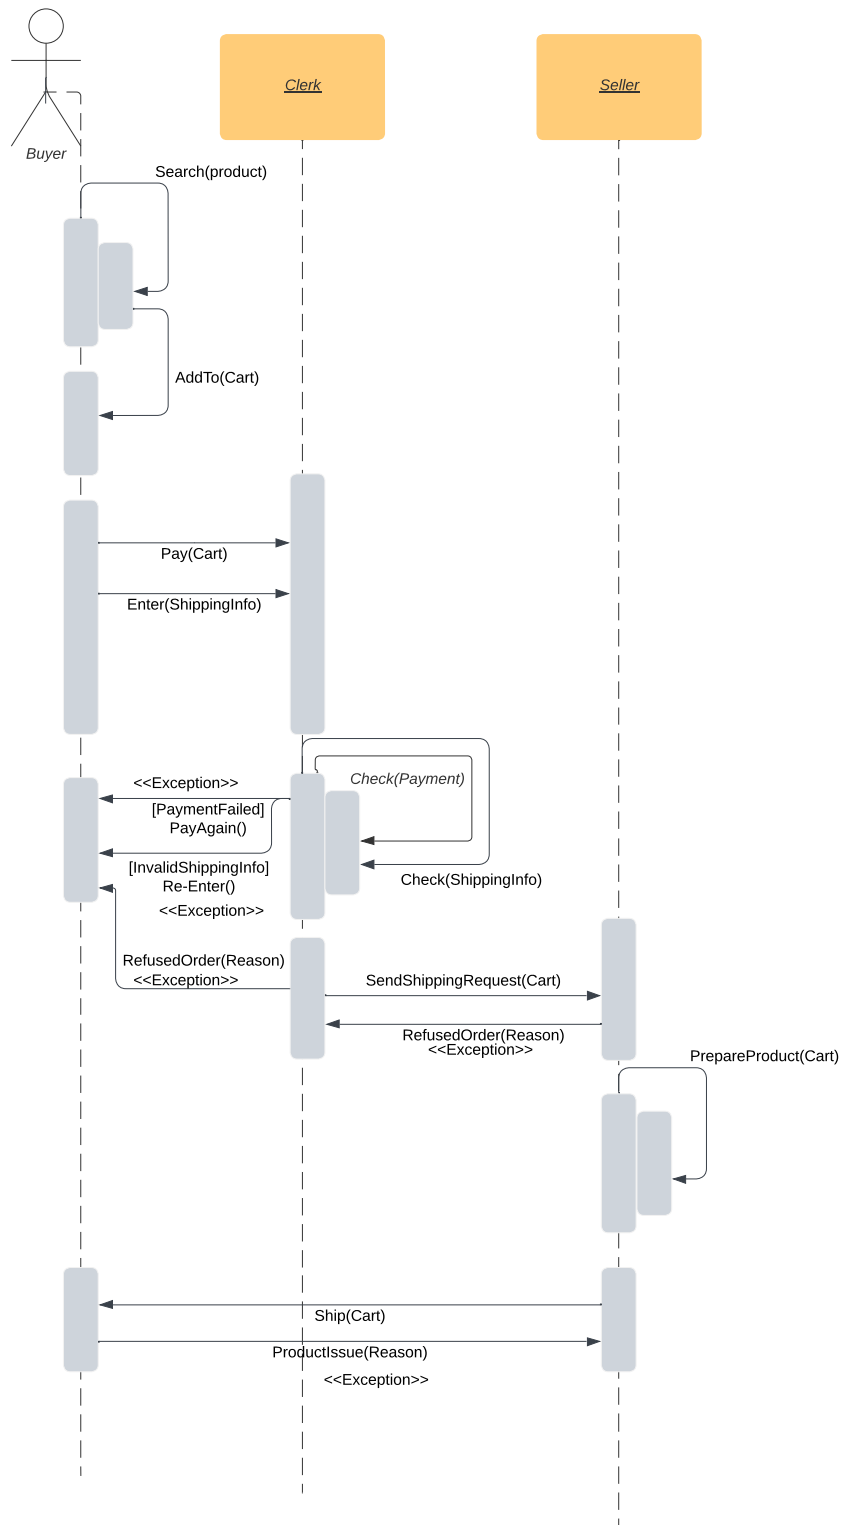 Clerk
Seller
Buyer
Search(product)
AddTo(Cart)
Pay(Cart)
Enter(ShippingInfo)
<<Exception>>
Check(Payment)
[PaymentFailed]
PayAgain()
[InvalidShippingInfo]
Re-Enter()
Check(ShippingInfo)
<<Exception>>
RefusedOrder(Reason)
<<Exception>>
SendShippingRequest(Cart)
RefusedOrder(Reason)
<<Exception>>
PrepareProduct(Cart)
Ship(Cart)
ProductIssue(Reason)
<<Exception>>